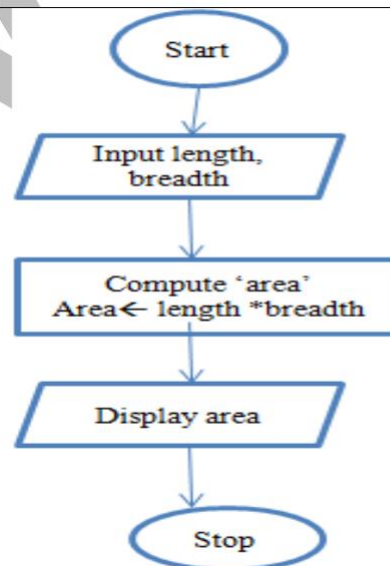 Start
Input length,
breadth
Compute ‘area’
Area← length *breadth
Display area
Stop